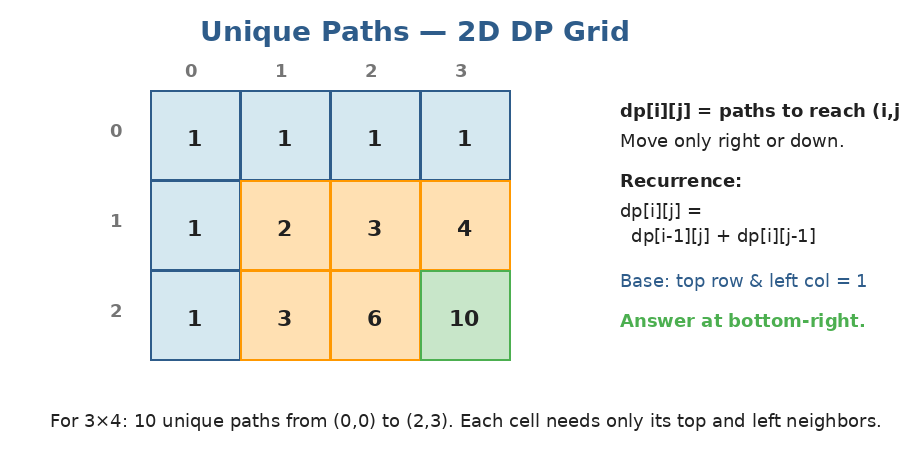 Unique Paths — 2D DP Grid
0 1 2 3
0 1 1 1 1
1 1 2 3 4
2 1 3 6 10
dp[i][j] = paths to reach (i,j
Move only right or down.
Recurrence:
dp[i][j] =
dp[i-1][j] + dp[i][j-1]
Base: top row & left col = 1
Answer at bottom-right.
For 3×4: 10 unique paths from (0,0) to (2,3). Each cell needs only its top and left neighbors.